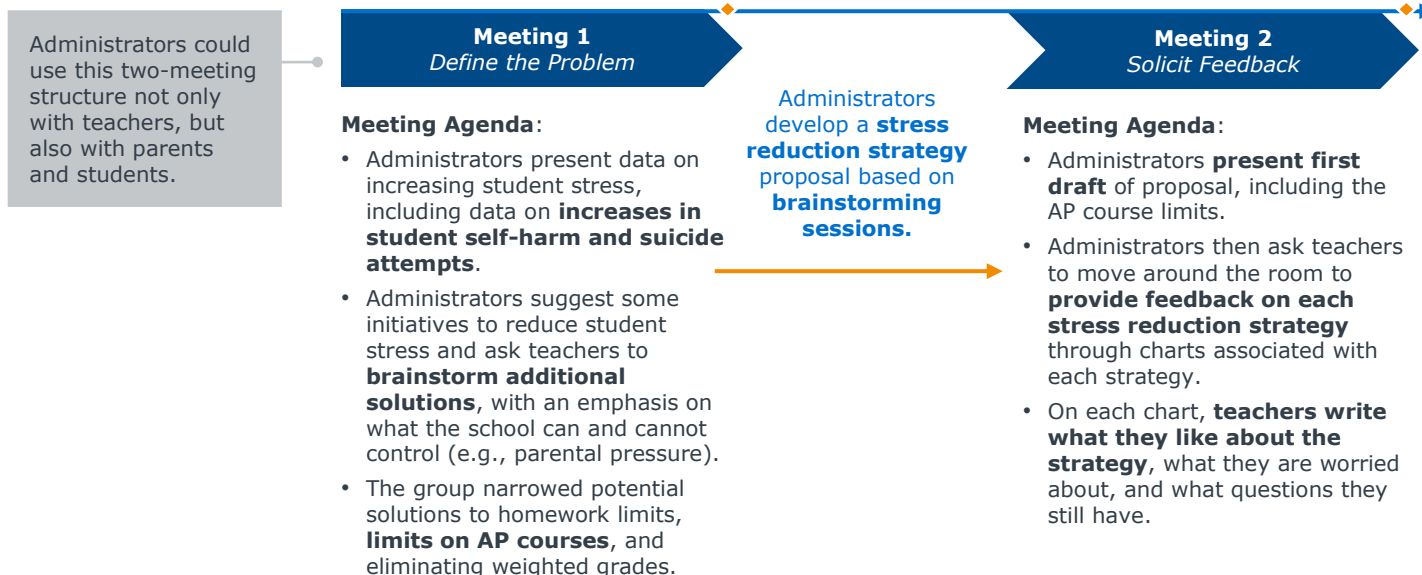 Administrators could
use this two-meeting
structure not only
with teachers, but
also with parents
and students.
Meeting 1
Define the Problem
Meeting Agenda:
• Administrators present data on
increasing student stress,
including data on increases in
student self-harm and suicide
attempts.
• Administrators suggest some
initiatives to reduce student
stress and ask teachers to
brainstorm additional
solutions, with an emphasis on
what the school can and cannot
control (e.g., parental pressure).
• The group narrowed potential
solutions to homework limits,
limits on AP courses, and
eliminating weighted grades.
Administrators
develop a stress
reduction strategy
proposal based on
brainstorming
sessions.
Meeting 2
Solicit Feedback
Meeting Agenda:
• Administrators present first
draft of proposal, including the
AP course limits.
• Administrators then ask teachers
to move around the room to
provide feedback on each
stress reduction strategy
through charts associated with
each strategy.
• On each chart, teachers write
what they like about the
strategy, what they are worried
about, and what questions they
still have.